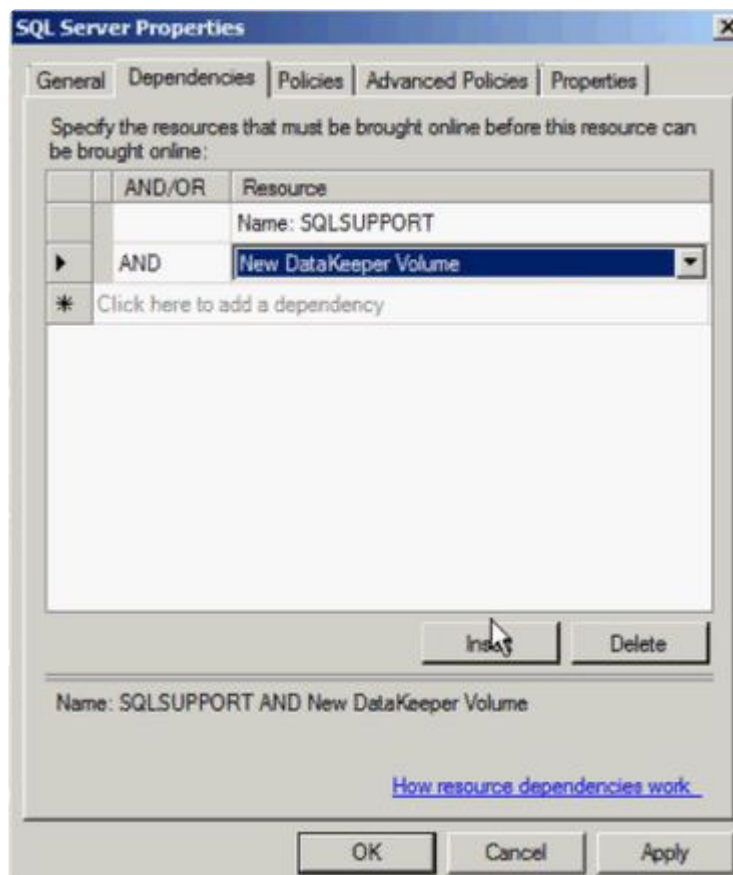 SQL Server Properties
General Dependencies Policies Advanced Policies Properties
Specify the resources that must be brought online before this resource can
be brought online:
AND/OR Resource
Name: SQLSUPPORT
AND New DataKeeper Volume
Click here to add a dependency
Delete
Name: SQLSUPPORT AND New DataKeeper Volume
How resource dependencies work
OK Cancel Apply